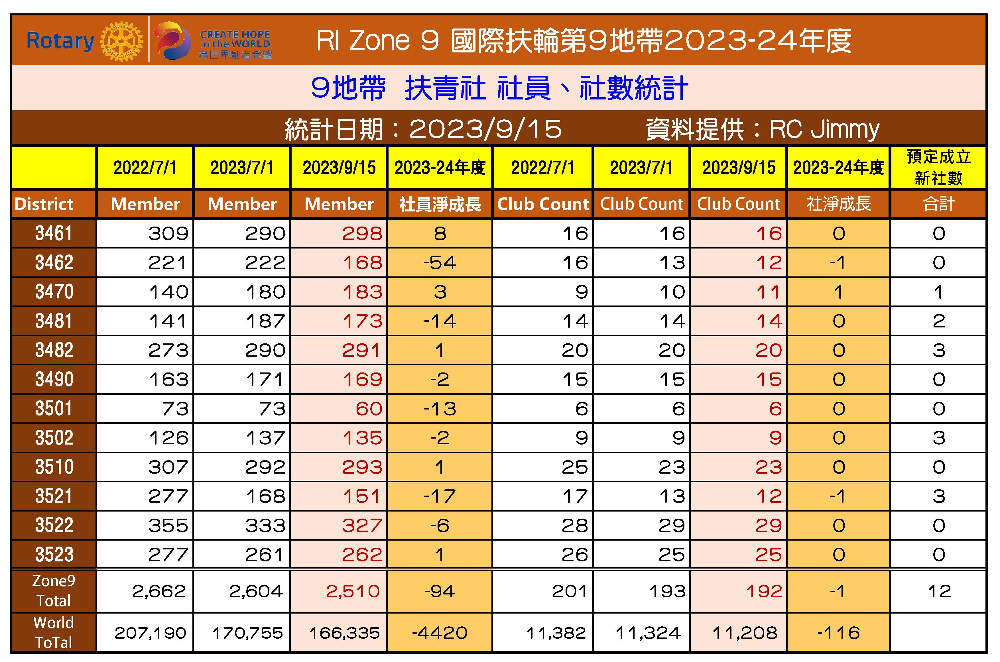 Rotary
CREATE HOPE
in the WORLD
為世界創造希望
RI Zone 9 國際扶輪第9地帶2023-24年度
9地帶 扶青社 社員、社數統計
統計日期：2023/9/15 資料提供：RC Jimmy
2022/7/1 2023/7/1 2023/9/15 2023-24年度 2022/7/1 2023/7/1 2023/9/15 2023-24年度 預定成立
新社數
District Member Member Member 社員淨成長 Club Count Club Count Club Count 社淨成長 合計
3461 309 290 298 8 16 16 16 0 0
3462 221 222 168 -54 16 13 12 -1 0
3470 140 180 183 3 9 10 11 1 1
3481 141 187 173 -14 14 14 14 0 2
3482 273 290 291 1 20 20 20 0 3
3490 163 171 169 -2 15 15 15 0 0
3501 73 73 60 -13 6 6 6 0 0
3502 126 137 135 -2 9 9 9 0 3
3510 307 292 293 1 25 23 23 0 0
3521 277 168 151 -17 17 13 12 -1 3
3522 355 333 327 -6 28 29 29 0 0
3523 277 261 262 1 26 25 25 0 0
Zone9
Total 2,662 2,604 2,510 -94 201 193 192 -1 12
World
ToTal 207,190 170,755 166,335 -4420 11,382 11,324 11,208 -116